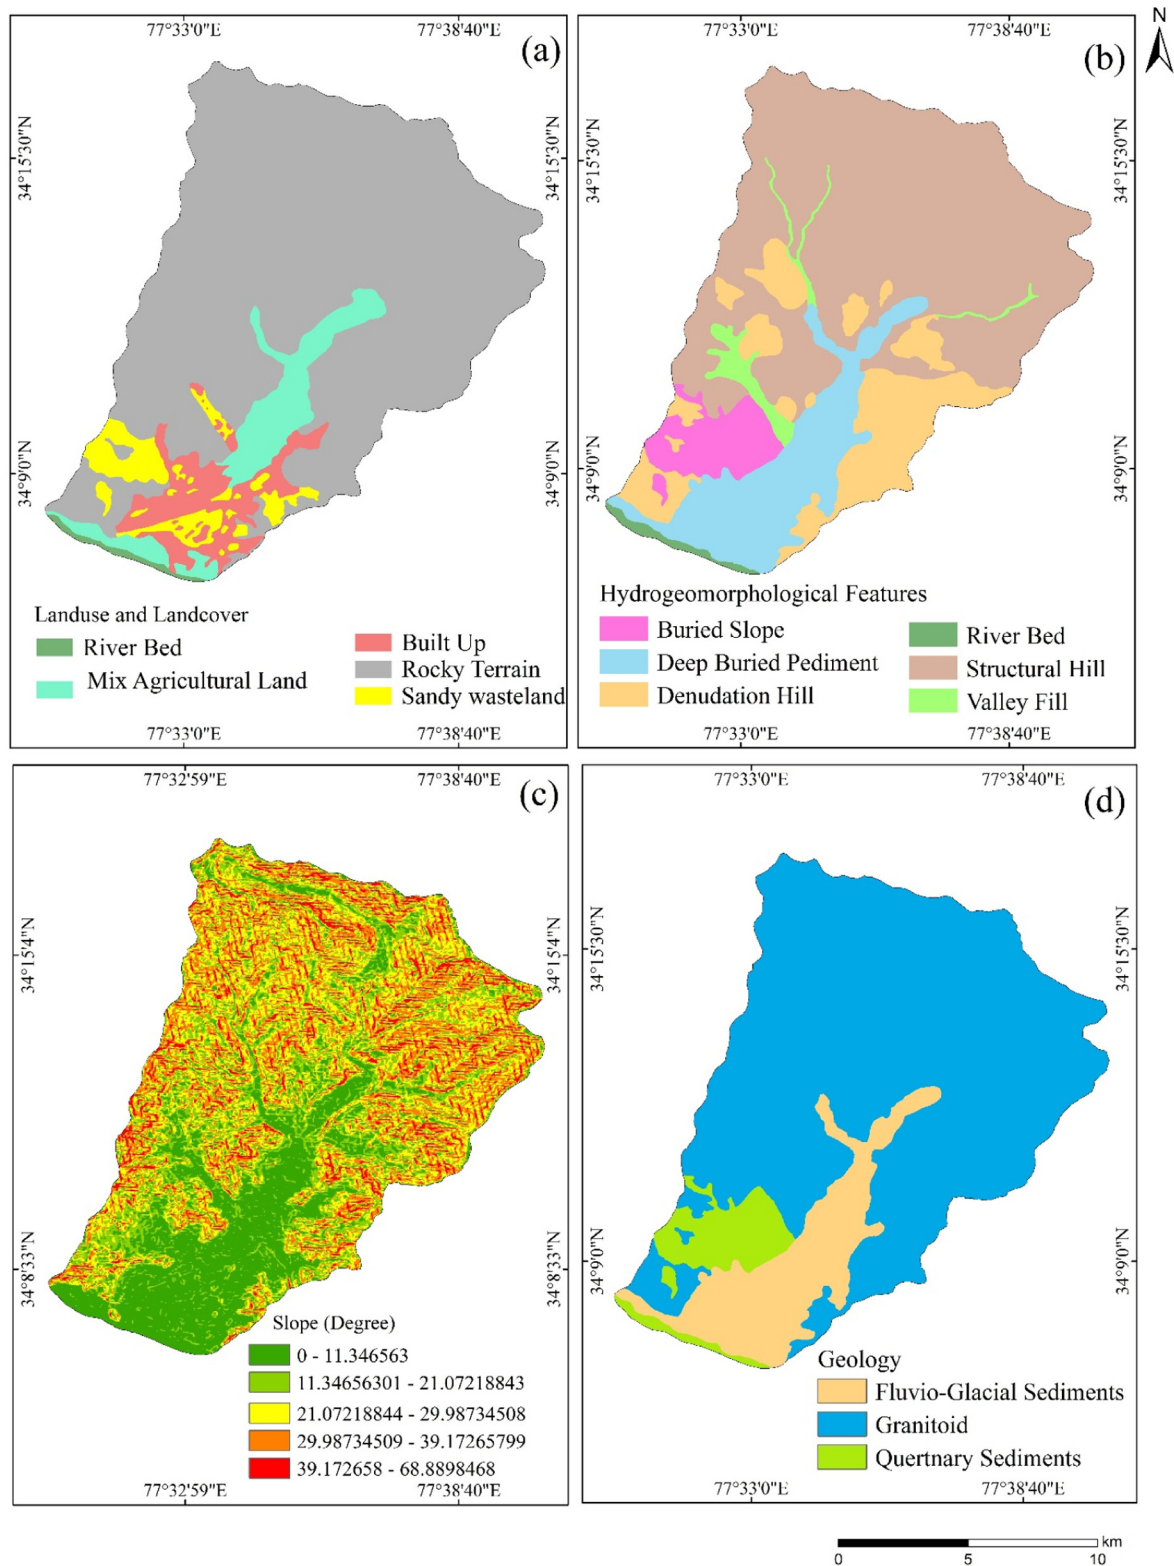 N
77°33'0"E 77°38'40"E
(a)
34°15'30"N 34°15'30"N
34°9'0"N 34°9'0"N
Landuse and Landcover
River Bed
Mix Agricultural Land
Built Up
Rocky Terrain
Sandy wasteland
77°33'0"E 77°38'40"E
77°33'0"E 77°38'40"E
(b)
34°15'30"N 34°15'30"N
34°9'0"N 34°9'0"N
Hydrogeomorphological Features
Buried Slope
Deep Buried Pediment
Denudation Hill
River Bed
Structural Hill
Valley Fill
77°33'0"E 77°38'40"E
77°32'59"E 77°38'40"E
(c)
34°15'4"N 34°15'4"N
34°8'33"N 34°8'33"N
Slope (Degree)
0 - 11.346563
11.34656301 - 21.07218843
21.07218844 - 29.98734508
29.98734509 - 39.17265799
39.172658 - 68.8898468
77°32'59"E 77°38'40"E
77°33'0"E 77°38'40"E
(d)
34°15'30"N 34°15'30"N
34°9'0"N 34°9'0"N
Geology
Fluvio-Glacial Sediments
Granitoid
Quertnary Sediments
77°33'0"E 77°38'40"E
km
0 5 10